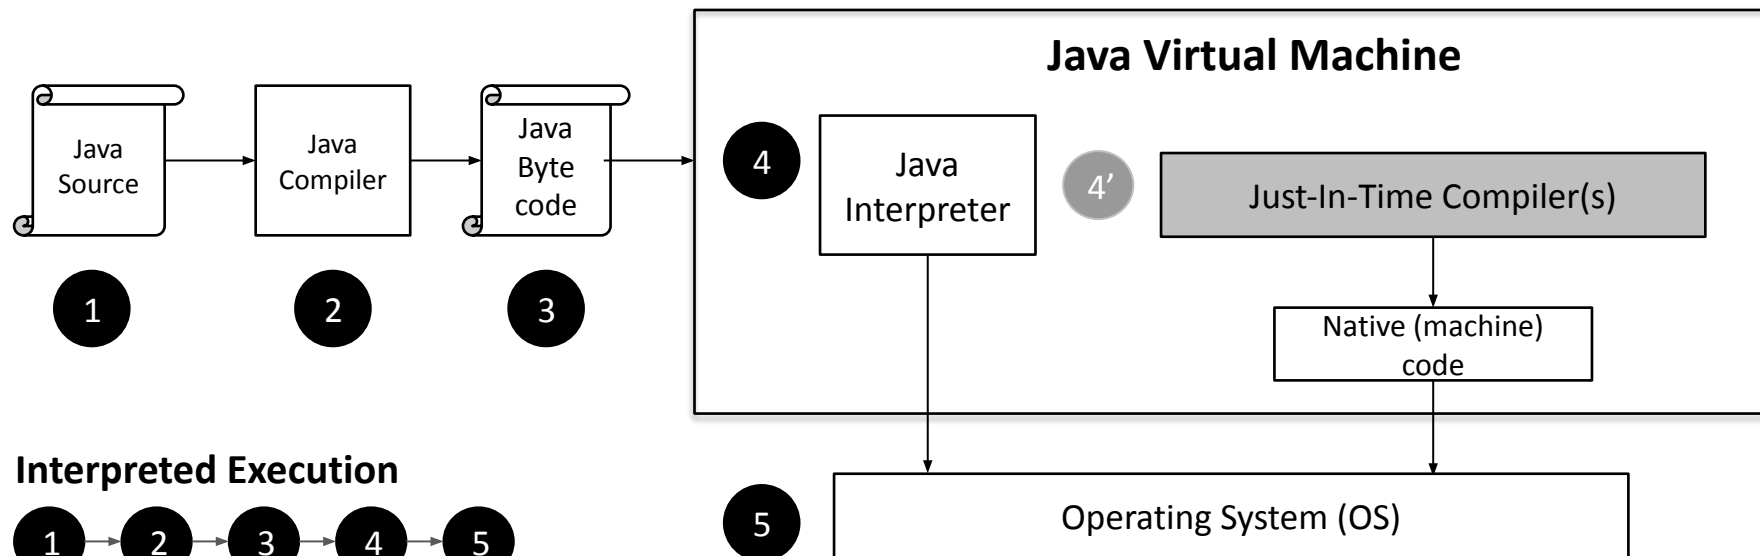 Java Virtual Machine
Java
Source
Java
Compiler
Java
Byte
code
4
Java
Interpreter
4’
Just-In-Time Compiler(s)
1
2
3
Native (machine)
code
Interpreted Execution
1
2
3
4
5
5
Operating System (OS)